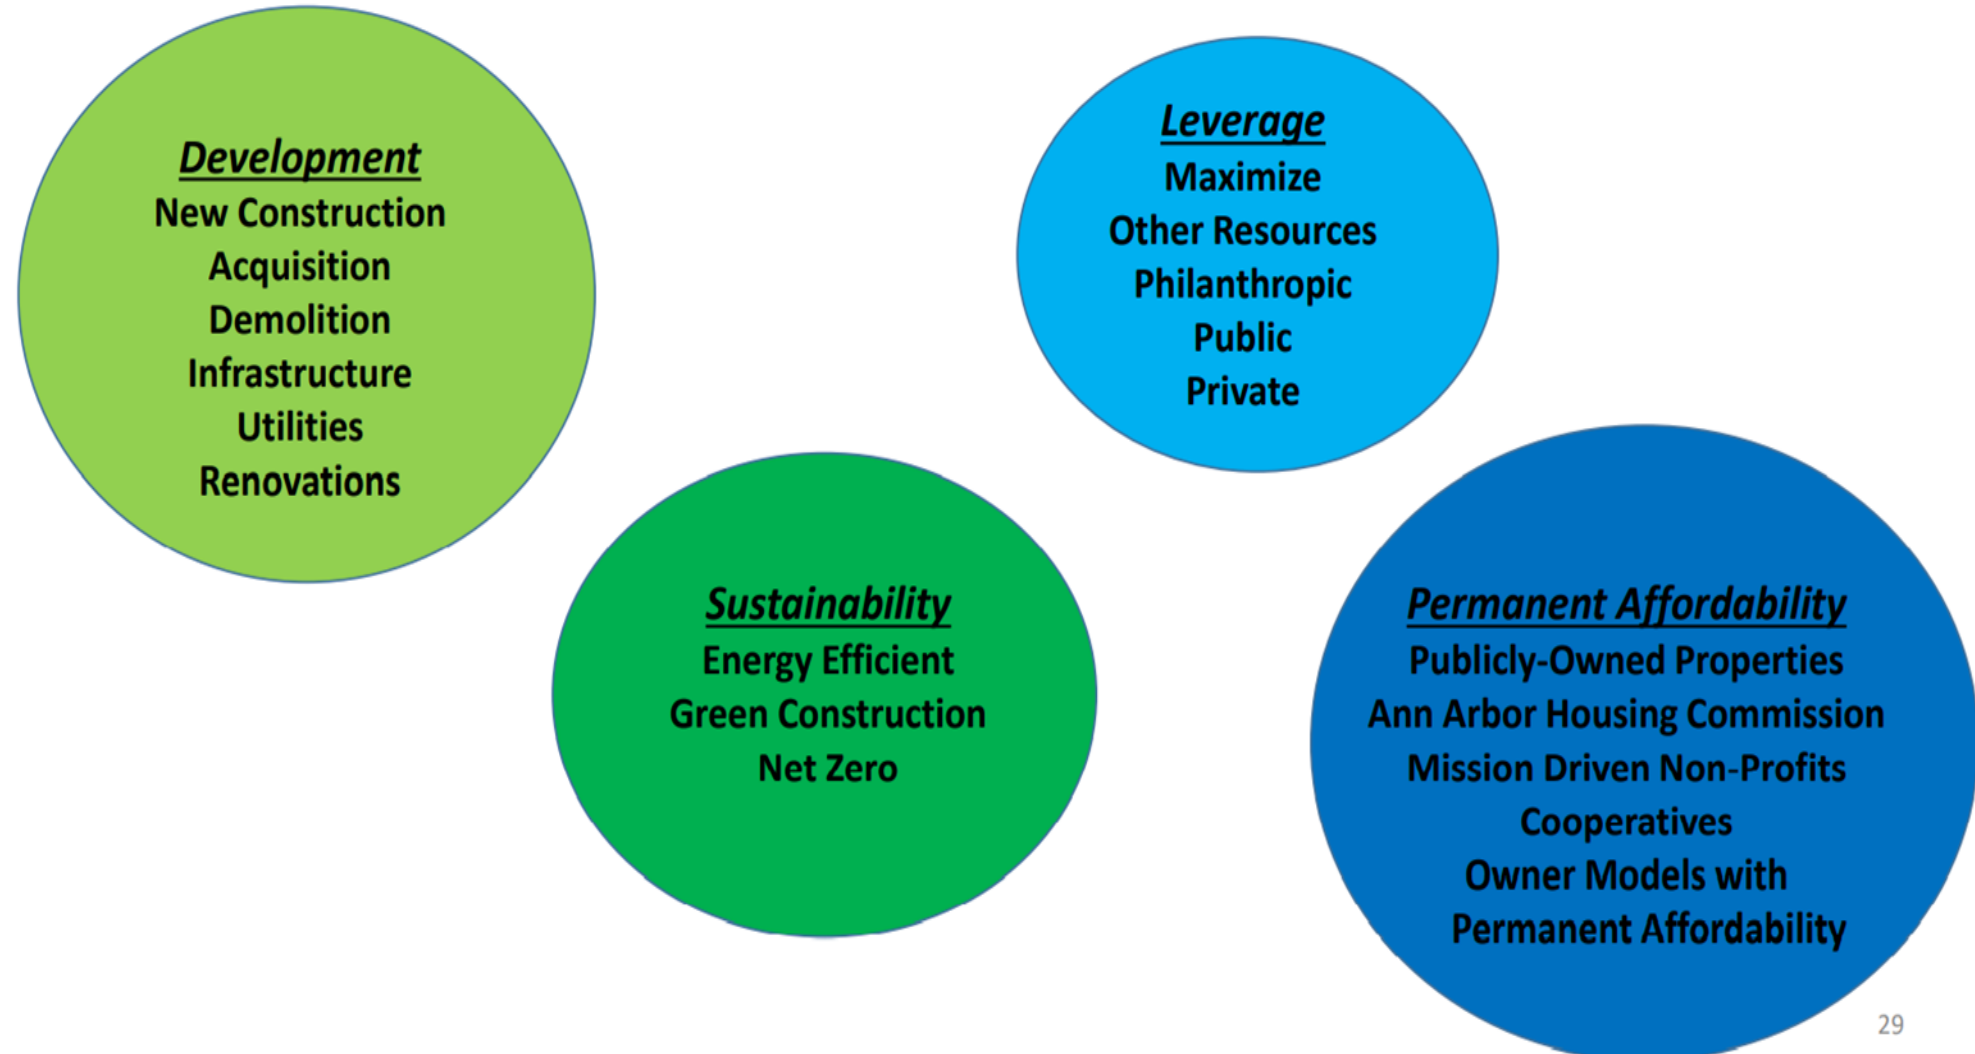 Development
New Construction
Acquisition
Demolition
Infrastructure
Utilities
Renovations
Leverage
Maximize
Other Resources
Philanthropic
Public
Private
Sustainability
Energy Efficient
Green Construction
Net Zero
Permanent Affordability
Publicly-Owned Properties
Ann Arbor Housing Commission
Mission Driven Non-Profits
Cooperatives
Owner Models with
Permanent Affordability
29